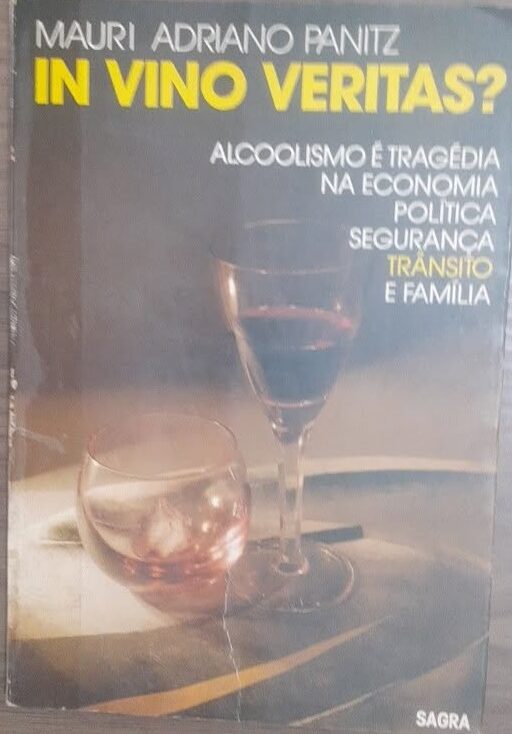 MAURI ADRIANO PANITZ
IN VINO VERITAS?
ALCOOLISMO É TRAGÉDIA
NA ECONOMIA
POLÍTICA
SEGURANÇA
TRÂNSITO
E FAMÍLIA
SAGRA